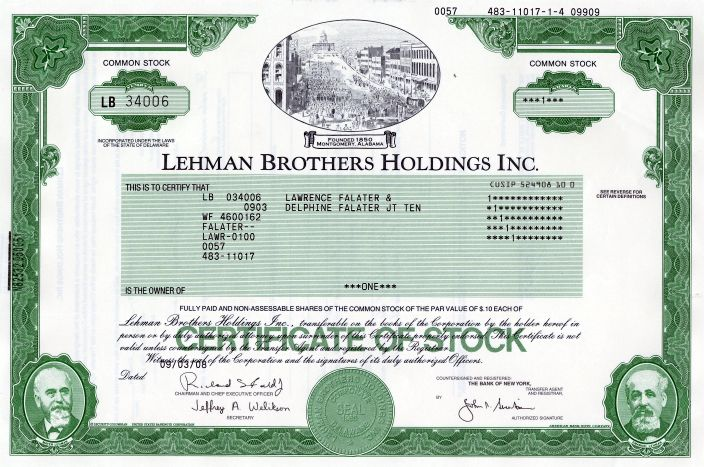 0057 483-11017-1-4 09909
COMMON STOCK
COMMON STOCK
LB 34006
***1***
FOUNDED 1850
MONTGOMERY, ALABAMA
INCORPORATED UNDER THE LAWS
OF THE STATE OF DELAWARE
LEHMAN BROTHERS HOLDINGS INC.
THIS IS TO CERTIFY THAT
CUSIP 524908 10 0
SEE REVERSE FOR
CERTAIN DEFINITIONS
LB 034006 LAWRENCE FALATER & 1************
0903 DELPHINE FALATER JT TEN *1***********
WF 4600162 **1**********
FALATER-- ***1*********
LAWR-0100 ****1********
0057
483-11017
IS THE OWNER OF ***ONE***
FULLY PAID AND NON-ASSESSABLE SHARES OF THE COMMON STOCK OF THE PAR VALUE OF $.10 EACH OF
CERTIFICATE OF STOCK
Lehman Brothers Holdings Inc., transferable on the books of the Corporation by the holder hereof in
person or by duly authorized attorney upon surrender of this Certificate properly endorsed. This Certificate is not
valid unless countersigned by the Transfer Agent and registered by the Registrar.
Witness the seal of the Corporation and the signatures of its duly authorized Officers.
Dated 09/03/08
CHAIRMAN AND CHIEF EXECUTIVE OFFICER
SECRETARY
SEAL
COUNTERSIGNED AND REGISTERED:
THE BANK OF NEW YORK,
TRANSFER AGENT
AND REGISTRAR,
BY
AUTHORIZED SIGNATURE
AMERICAN BANK NOTE COMPANY